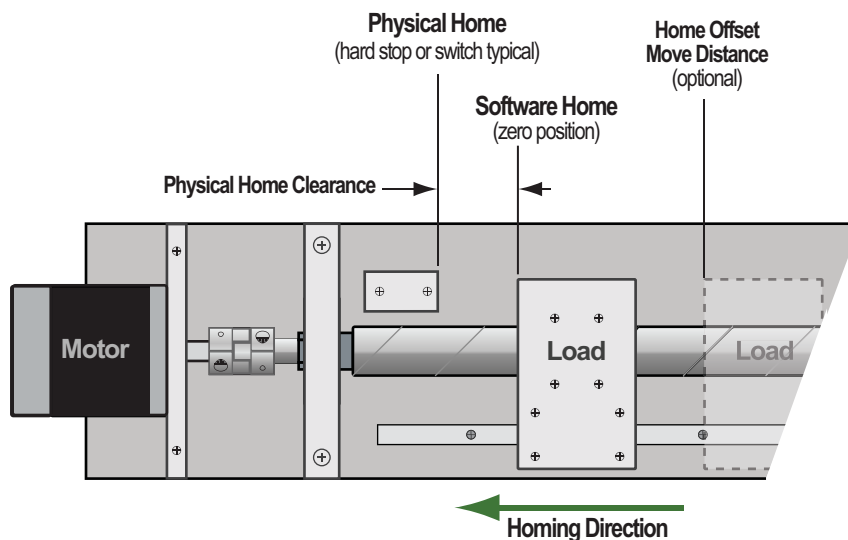 Physical Home
(hard stop or switch typical)
Home Offset
Move Distance
(optional)
Software Home
(zero position)
Physical Home Clearance
Motor
Load
Load
Homing Direction